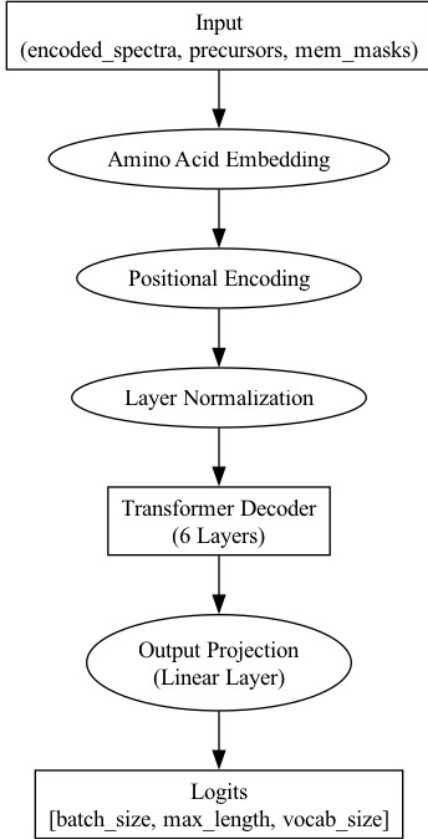 Input
(encoded_spectra, precursors, mem_masks)
Amino Acid Embedding
Positional Encoding
Layer Normalization
Transformer Decoder
(6 Layers)
Output Projection
(Linear Layer)
Logits
[batch_size, max_length, vocab_size]